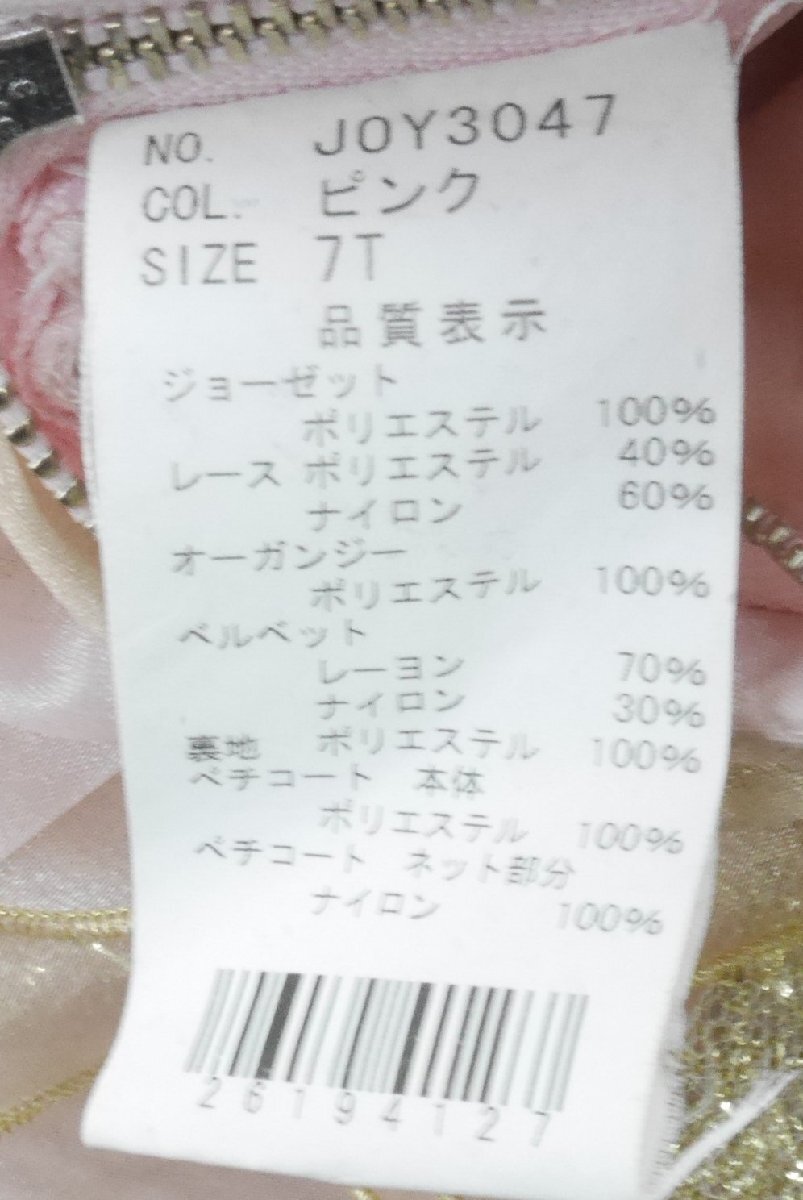 NO. JOY3047
COL. ピンク
SIZE 7T
品質表示
ジョーゼット
ポリエステル 100%
レース ポリエステル 40%
ナイロン 60%
オーガンジー
ポリエステル 100%
ベルベット
レーヨン 70%
ナイロン 30%
裏地 ポリエステル 100%
ペチコート 本体
ポリエステル 100%
ペチコート ネット部分
ナイロン 100%
26194127